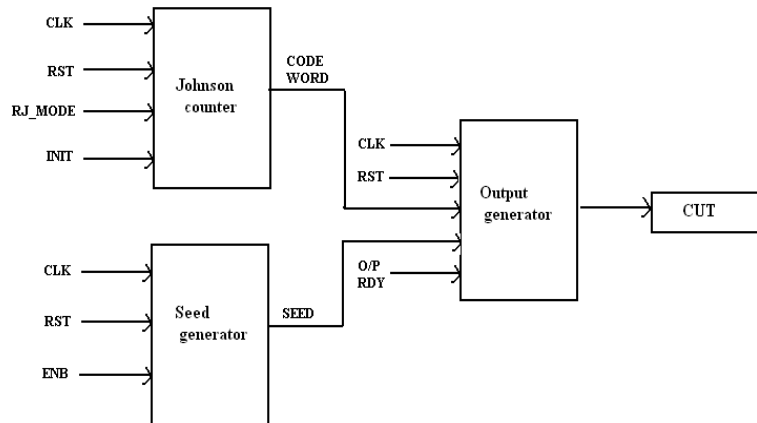 CLK
RST
RJ_MODE
INIT
Johnson
counter
CODE
WORD
CLK
RST
O/P
RDY
Output
generator
CUT
CLK
RST
ENB
Seed
generator
SEED